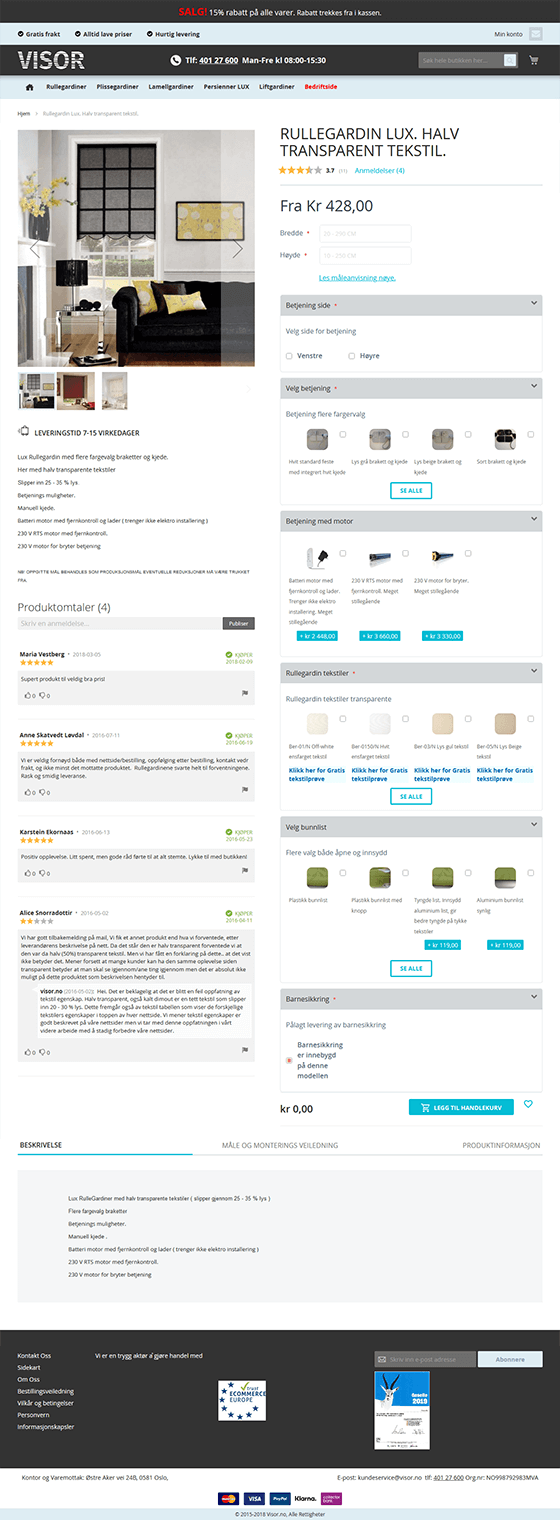 SALG! 15% rabatt på alle varer. Rabatt trekkes fra i kassen.
Gratis frakt Alltid lave priser Hurtig levering Min konto
VISOR Tlf: 401 27 600 Man-Fre kl 08:00-15:30 Søk hele butikken her...
Rullegardiner Plissegardiner Lamellgardiner Persienner LUX Liftgardiner Bedriftside
Hjem > Rullegardin Lux. Halv transparent tekstil.
RULLEGARDIN LUX. HALV
TRANSPARENT TEKSTIL.
3.7 (11) Anmeldelser (4)
Fra Kr 428,00
Bredde * 30 - 290 CM
Høyde * 10 - 290 CM
Les måleanvisning nøye.
Betjening side *
Velg side for betjening
Venstre Høyre
Velg betjening *
Betjening flere fargervalg
Hvit standard feste
med integrert hvit kjede
Lys grå brakett og kjede
Lys beige brakett og
kjede
Sort brakett og kjede
SE ALLE
Betjening med motor
Batteri motor med
fjernkontroll og lader.
Trenger ikke elektro
installering. Meget
stillegående
230 V RTS motor med
fjernkontroll. Meget
stillegående
230 V motor for bryter.
Meget stillegående
+ kr 2 448,00 + kr 3 660,00 + kr 3 330,00
Rullegardin tekstiler *
Rullegardin tekstiler transparente
Ber-01/N Off white
ensfarget tekstil
Ber-0150/N Hvit
ensfarget tekstil
Ber-03/N Lys gul tekstil
Ber-05/N Lys Beige
tekstil
Klikk her for Gratis
tekstilprøve
Klikk her for Gratis
tekstilprøve
Klikk her for Gratis
tekstilprøve
Klikk her for Gratis
tekstilprøve
SE ALLE
Velg bunnlist
Flere valg både åpne og innsydd
Plastikk bunnlist
Plastikk bunnlist med
knopp
Tyngde list. Innsydd
aluminium list, gir
bedre tyngde på tykke
tekstiler
Aluminium bunnlist
synlig
+ kr 119,00 + kr 119,00
SE ALLE
Barnesikkring *
Pålagt levering av barnesikkring
Barnesikkring
er innebygd
på denne
modellen
kr 0,00 LEGG TIL HANDLEKURV
LEVERINGSTID 7-15 VIRKEDAGER
Lux Rullegardin med flere fargevalg braketter og kjede.
Her med halv transparente tekstiler
Slipper inn 25 - 35 % lys.
Betjenings muligheter.
Manuell kjede.
Batteri motor med fjernkontroll og lader ( trenger ikke elektro installering )
230 V RTS motor med fjernkontroll.
230 V motor for bryter betjening
NB! OPPGITTE MÅL BEHANDLES SOM PRODUKSJONSMÅL EVENTUELLE REDUKSJONER MÅ VÆRE TRUKKET
FRA.
Produktomtaler (4)
Skriv en anmeldelse... Publiser
Maria Vestberg • 2018-03-05 KJØPER
2018-02-09
Supert produkt til veldig bra pris!
0 0
Anne Skatvedt Løvdal • 2016-07-11 KJØPER
2016-06-19
Vi er veldig fornøyd både med nettside/bestilling, oppfølging etter bestilling, kontakt vedr
frakt, og ikke minst det mottatte produktet. Rullegardinene svarte helt til forventningene.
Rask og smidig leveranse.
0 0
Karstein Ekornaas • 2016-06-13 KJØPER
2016-05-23
Positiv opplevelse. Litt spent, men gode råd førte til at alt stemte. Lykke til med butikken!
0 0
Alice Snorradottir • 2016-05-02 KJØPER
2016-04-11
Vi har gott tilbakemelding på mail, Vi fik et annet produkt end hva vi forventede, etter
leverandørens beskrivelse på nett. Da det står den er halv transparent forventede vi at
den var da halv (50%) transparent tekstil. Men vi har fått en forklaring på dette.. at det vist
ikke betyder det. Mener forsett at mange kunder kan ha den samme oplevelse siden
transparent betyder at man skal se igjennom/ane ting igjennom men det er absolut ikke
muligt på dette produktet som beskrivelsen hentyder til.
visor.no (2016-05-02): Hei. Det er beklagelig at det er blitt en feil oppfatning av
tekstil egenskap. Halv transparent, også kalt dimout er en tett tekstil som slipper
inn 20 - 30 % lys. Dette fremgår også av tekstil tabellen som viser de forskjellige
tekstilers egenskaper i toppen av hver nettside. Vi mener tekstil egenskaper er
godt beskrevet på våre nettsider men vi tar med denne oppfatningen i vårt
videre arbeide med å stadig forbedre våre nettsider.
0 0
BESKRIVELSE MÅLE OG MONTERINGS VEILEDNING PRODUKTINFORMASJON
Lux RulleGardiner med halv transparente tekstiler ( slipper gjennom 25 - 35 % lys )
Flere fargevalg braketter
Betjenings muligheter.
Manuell kjede .
Batteri motor med fjernkontroll og lader ( trenger ikke elektro installering )
230 V RTS motor med fjernkontroll.
230 V motor for bryter betjening
Kontakt Oss
Sidekart
Om Oss
Bestillingsveiledning
Vilkår og betingelser
Personvern
Informasjonskapsler
Vi er en trygg aktør a gjøre handel med
trust
ECOMMERCE
EUROPE
Skriv inn e-post adresse Abonnere
Gaselle
2018
Kontor og Varemottak: Østre Aker vei 24B, 0581 Oslo, E-post: kundeservice@visor.no tlf: 401 27 600 Org.nr: NO998792983MVA
VISA PayPal Klarna. collector bank
© 2015-2018 Visor.no, Alle Rettigheter